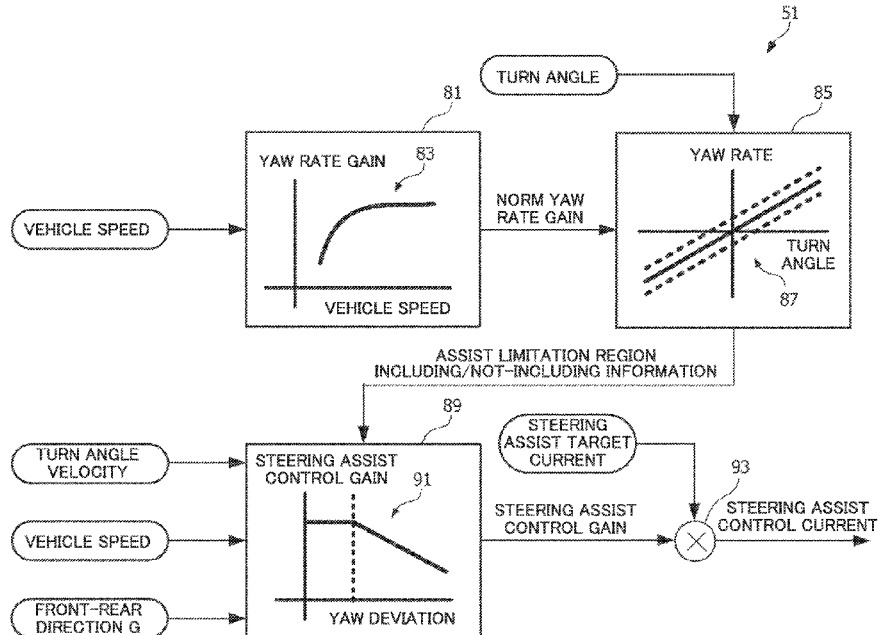 51
TURN ANGLE
81
85
YAW RATE GAIN
83
YAW RATE
VEHICLE SPEED
NORM YAW
RATE GAIN
TURN
ANGLE
VEHICLE SPEED
87
ASSIST LIMITATION REGION
INCLUDING/NOT-INCLUDING INFORMATION
89
STEERING
ASSIST TARGET
CURRENT
TURN ANGLE
VELOCITY
STEERING ASSIST
CONTROL GAIN
91
93
STEERING ASSIST
CONTROL GAIN
STEERING ASSIST
CONTROL CURRENT
VEHICLE SPEED
FRONT-REAR
DIRECTION G
YAW DEVIATION